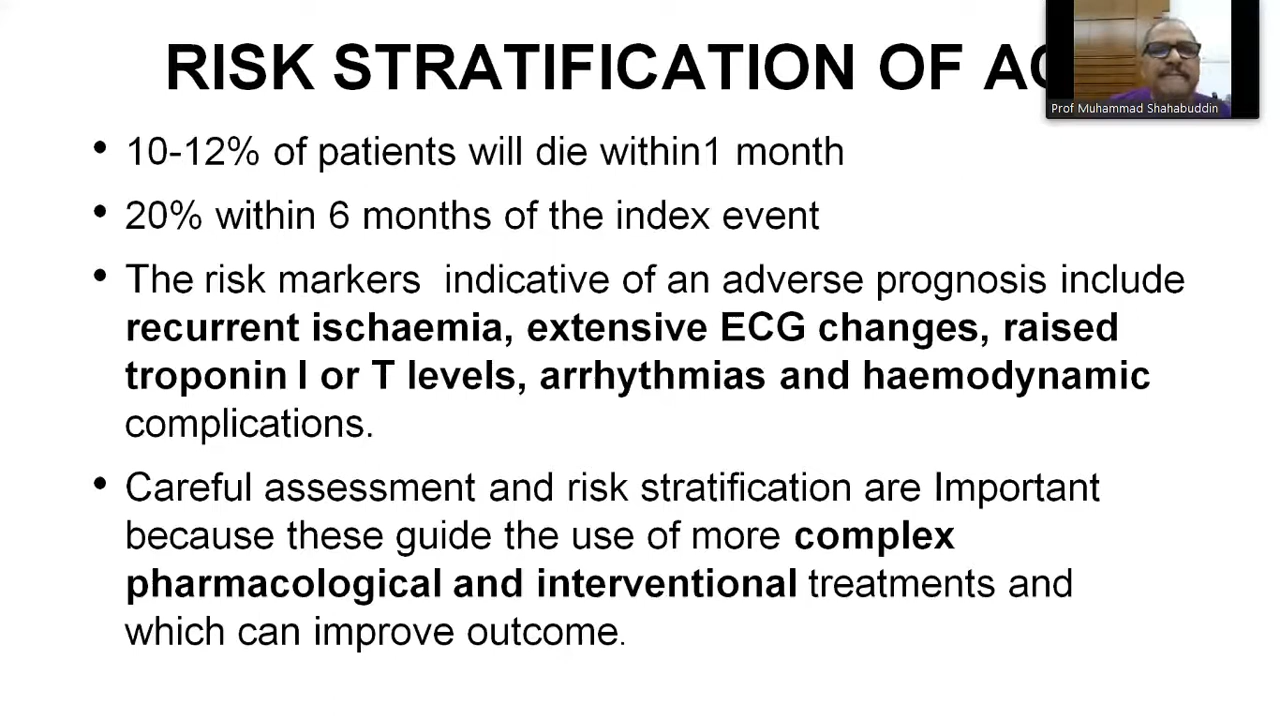 RISK STRATIFICATION OF
Prof Muhammad Shahabuddin
• 10-12% of patients will die within1 month
• 20% within 6 months of the index event
• The risk markers indicative of an adverse prognosis include
recurrent ischaemia, extensive ECG changes, raised
troponin I or T levels, arrhythmias and haemodynamic
complications.
• Careful assessment and risk stratification are Important
because these guide the use of more complex
pharmacological and interventional treatments and
which can improve outcome.